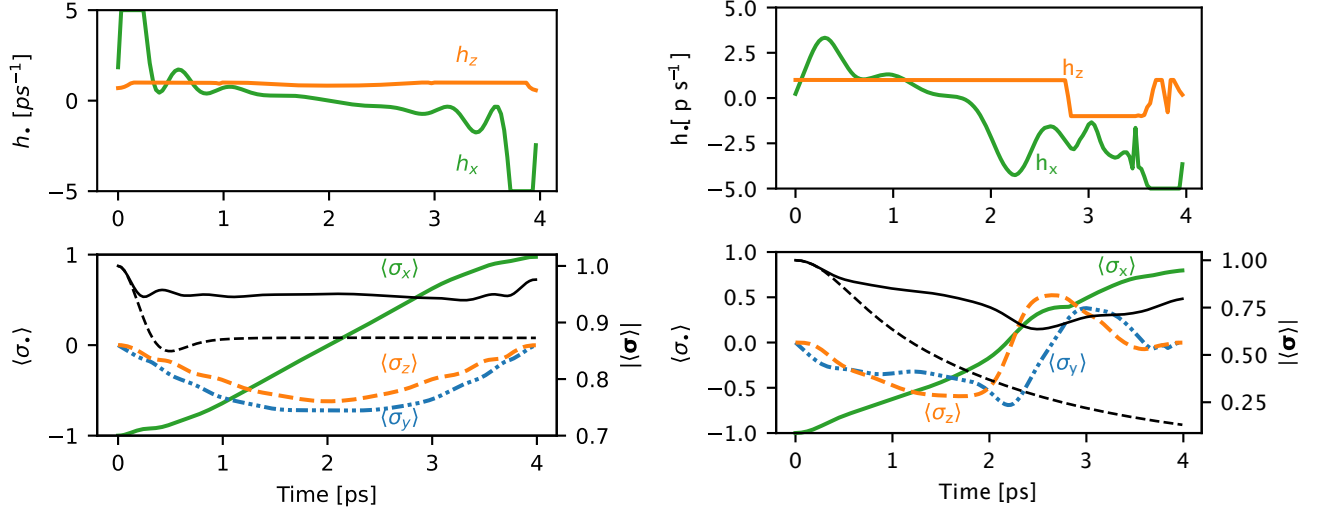 5
0
−5
h• [ps⁻¹]
h_z
h_x
0 1 2 3 4
1
0
−1
⟨σ•⟩
⟨σ_x⟩
⟨σ_z⟩
⟨σ_y⟩
1.0
0.9
0.8
0.7
|⟨σ⟩|
0 1 2 3 4
Time [ps]
5.0
2.5
0.0
−2.5
−5.0
h•[ p s⁻¹]
h_z
h_x
0 1 2 3 4
1.0
0.5
0.0
−0.5
−1.0
⟨σ•⟩
⟨σ_x⟩
⟨σ_y⟩
⟨σ_z⟩
1.00
0.75
0.50
0.25
|⟨σ⟩|
0 1 2 3 4
Time [ps]